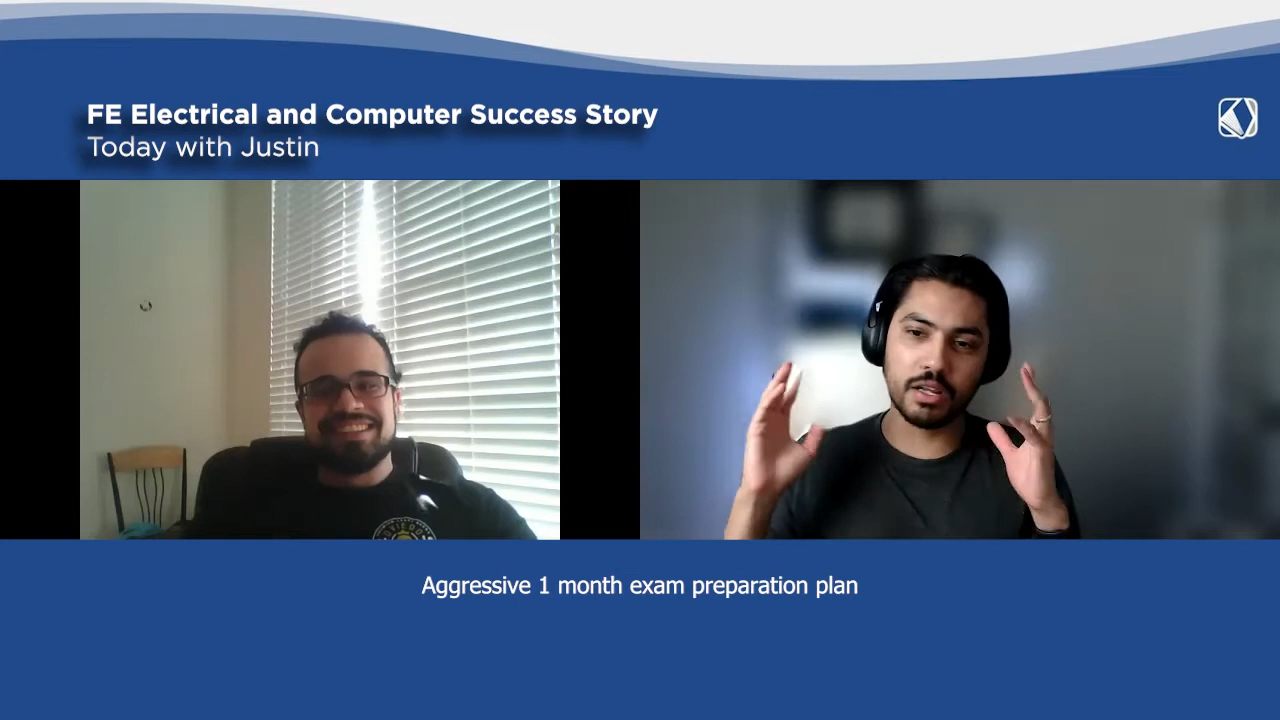 FE Electrical and Computer Success Story
Today with Justin
Aggressive 1 month exam preparation plan